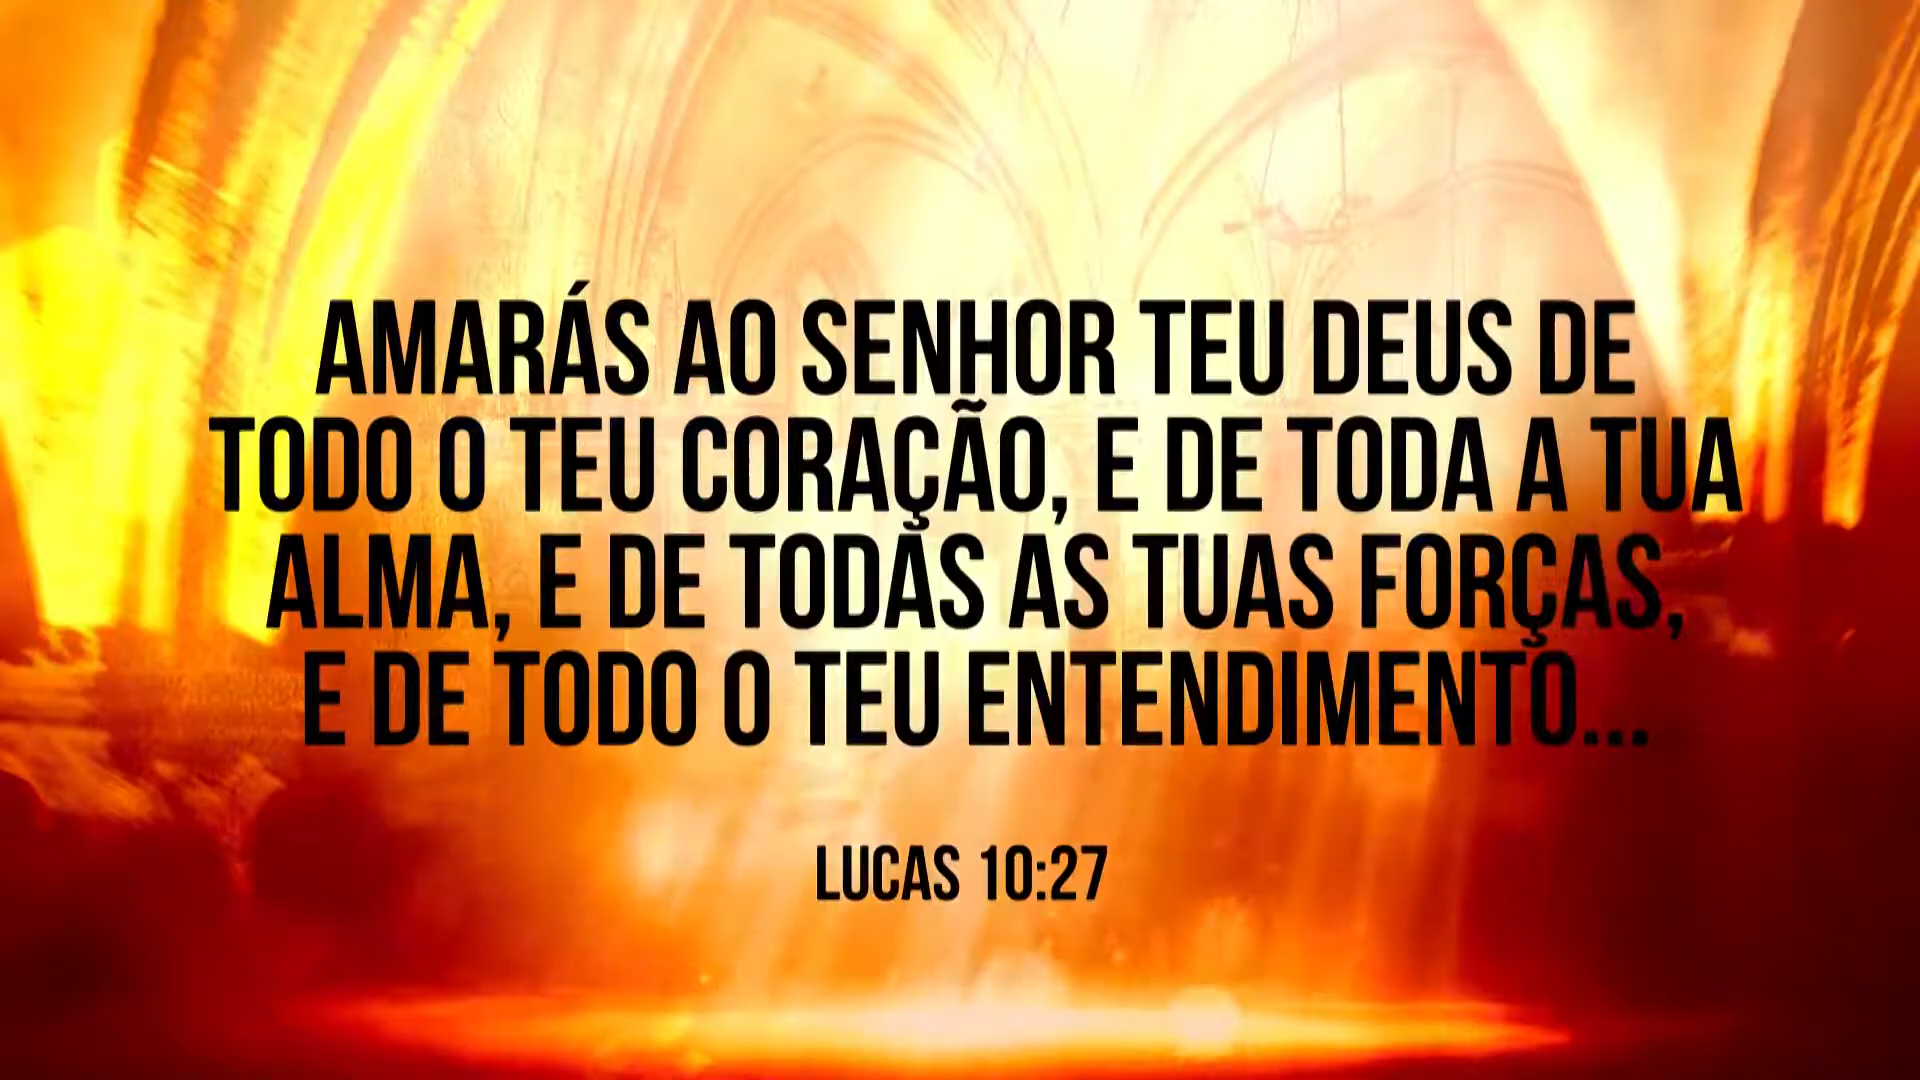 AMARÁS AO SENHOR TEU DEUS DE
TODO O TEU CORAÇÃO, E DE TODA A TUA
ALMA, E DE TODAS AS TUAS FORÇAS,
E DE TODO O TEU ENTENDIMENTO...
LUCAS 10:27